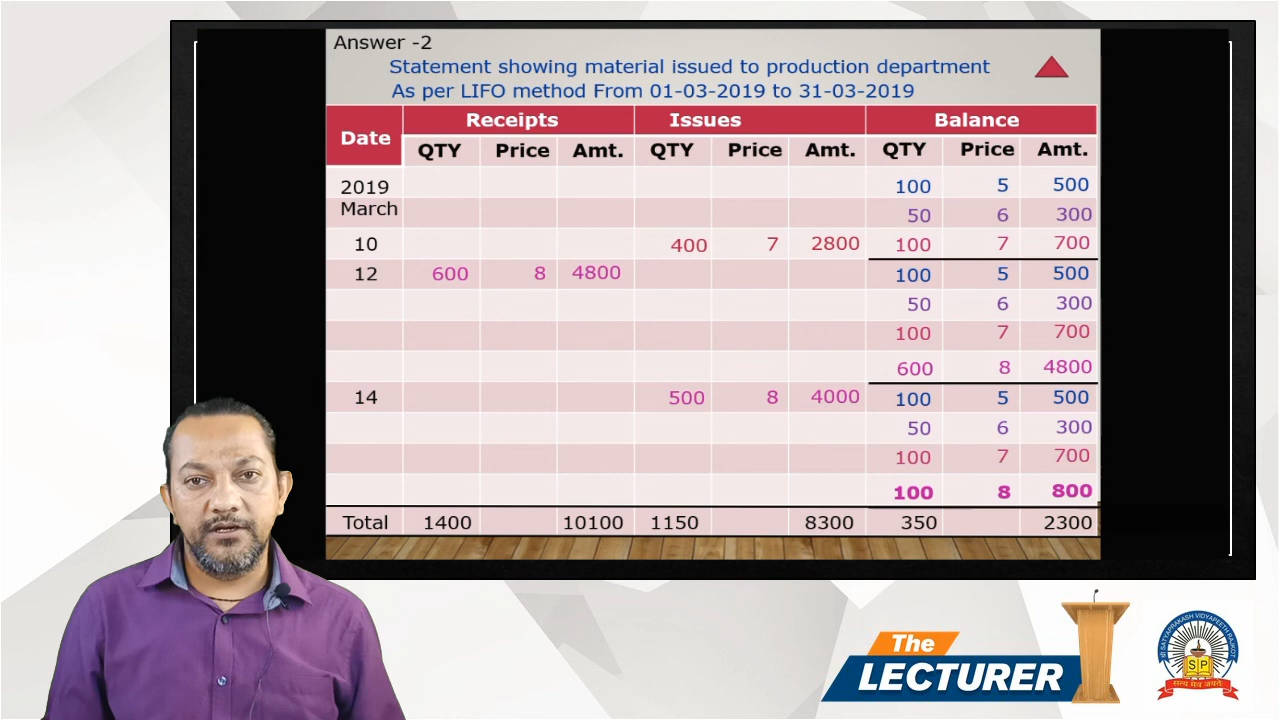 Answer -2
Statement showing material issued to production department
As per LIFO method From 01-03-2019 to 31-03-2019
Date Receipts Issues Balance
QTY Price Amt. QTY Price Amt. QTY Price Amt.
2019 100 5 500
March 50 6 300
10 400 7 2800 100 7 700
12 600 8 4800 100 5 500
50 6 300
100 7 700
600 8 4800
14 500 8 4000 100 5 500
50 6 300
100 7 700
100 8 800
Total 1400 10100 1150 8300 350 2300
The
LECTURER
SP
सत्य मेव जयते